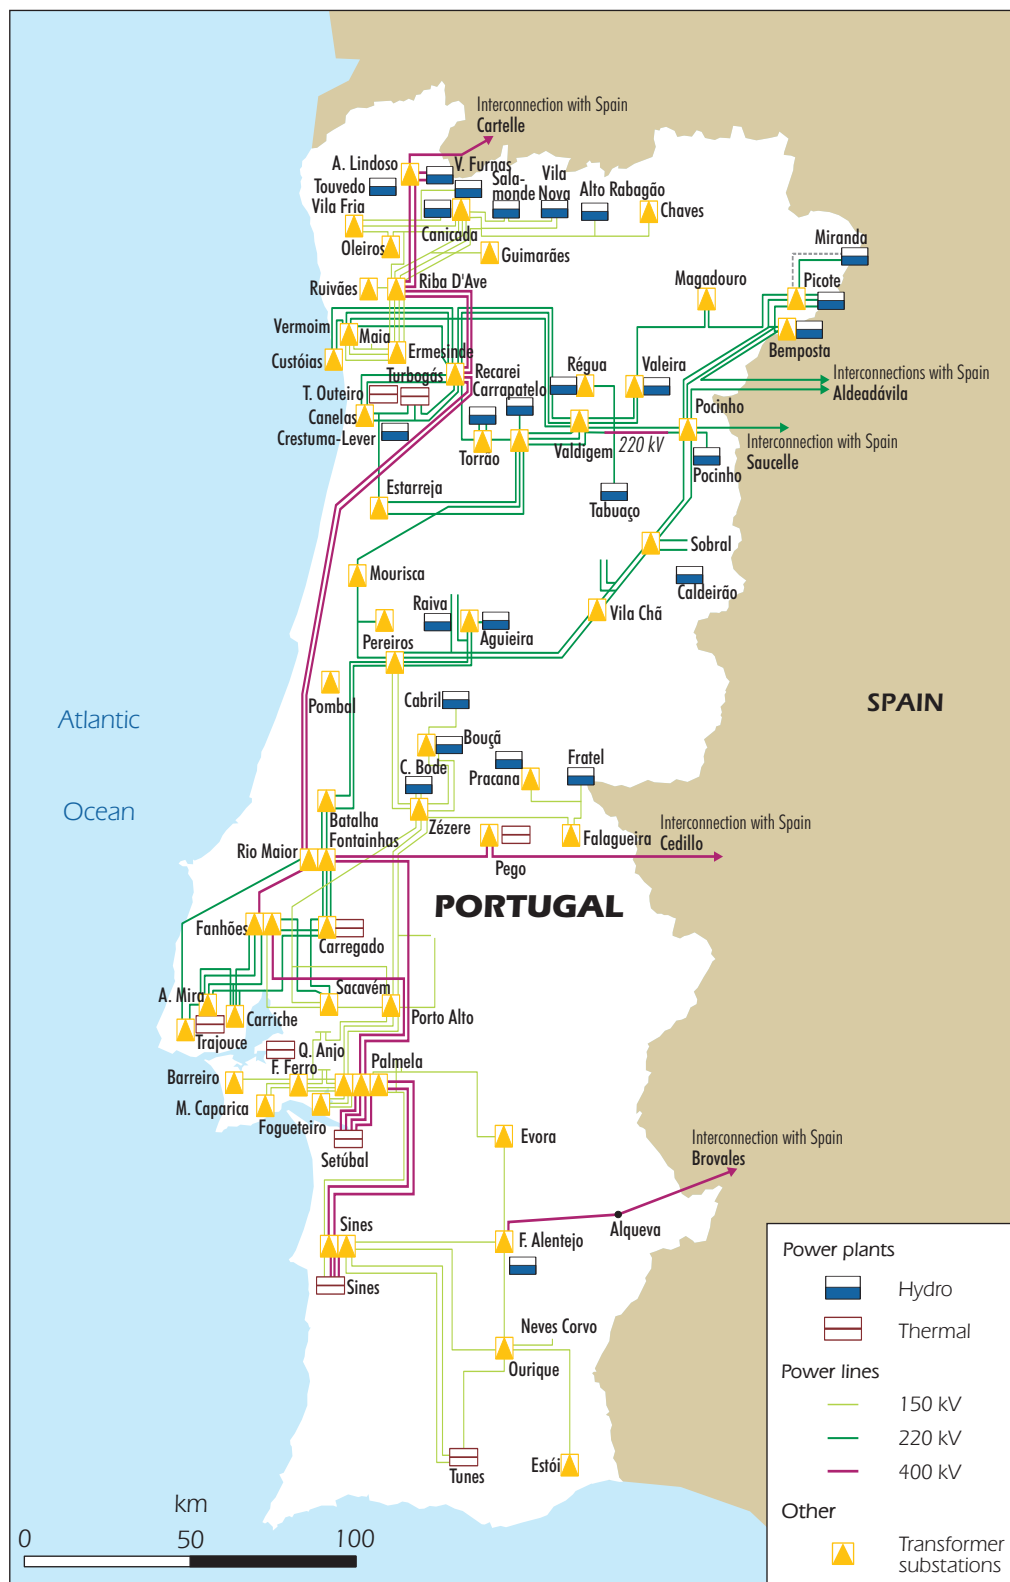 Interconnection with Spain
Cartelle
A. Lindoso
V. Furnas
Touvedo
Sala-
monde
Vila
Nova
Alto Rabagão
Vila Fria
Chaves
Canicada
Oleiros
Guimarães
Miranda
Ruivães
Riba D'Ave
Magadouro
Picote
Vermoim
Maia
Ermesinde
Custóias
Bemposta
Turbogás
Recarei
Carrapatelo
Régua
Valeira
Interconnections with Spain
Aldeadávila
T. Outeiro
Canelas
Crestuma-Lever
Pocinho
Torrão
Valdigem
220 kV
Interconnection with Spain
Saucelle
Pocinho
Estarreja
Tabuaço
Sobral
Mourisca
Caldeirão
Raiva
Vila Chã
Pereiros
Aguieira
Pombal
Cabril
SPAIN
Atlantic
Ocean
Bouçã
C. Bode
Pracana
Fratel
Batalha
Fontainhas
Zézere
Falagueira
Interconnection with Spain
Cedillo
Rio Maior
Pego
PORTUGAL
Fanhões
Carregado
A. Mira
Sacavém
Carriche
Porto Alto
Trajouce
Q. Anjo
F. Ferro
Palmela
Barreiro
M. Caparica
Fogueteiro
Setúbal
Evora
Interconnection with Spain
Brovales
Sines
F. Alentejo
Alqueva
Sines
Neves Corvo
Ourique
Tunes
Estói
km
0 50 100
Power plants
Hydro
Thermal
Power lines
150 kV
220 kV
400 kV
Other
Transformer
substations